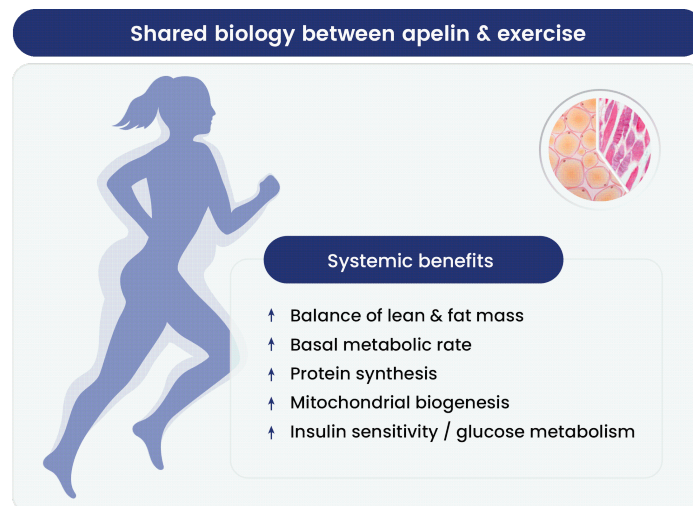 Shared biology between apelin & exercise
Systemic benefits
↑ Balance of lean & fat mass
↑ Basal metabolic rate
↑ Protein synthesis
↑ Mitochondrial biogenesis
↑ Insulin sensitivity / glucose metabolism